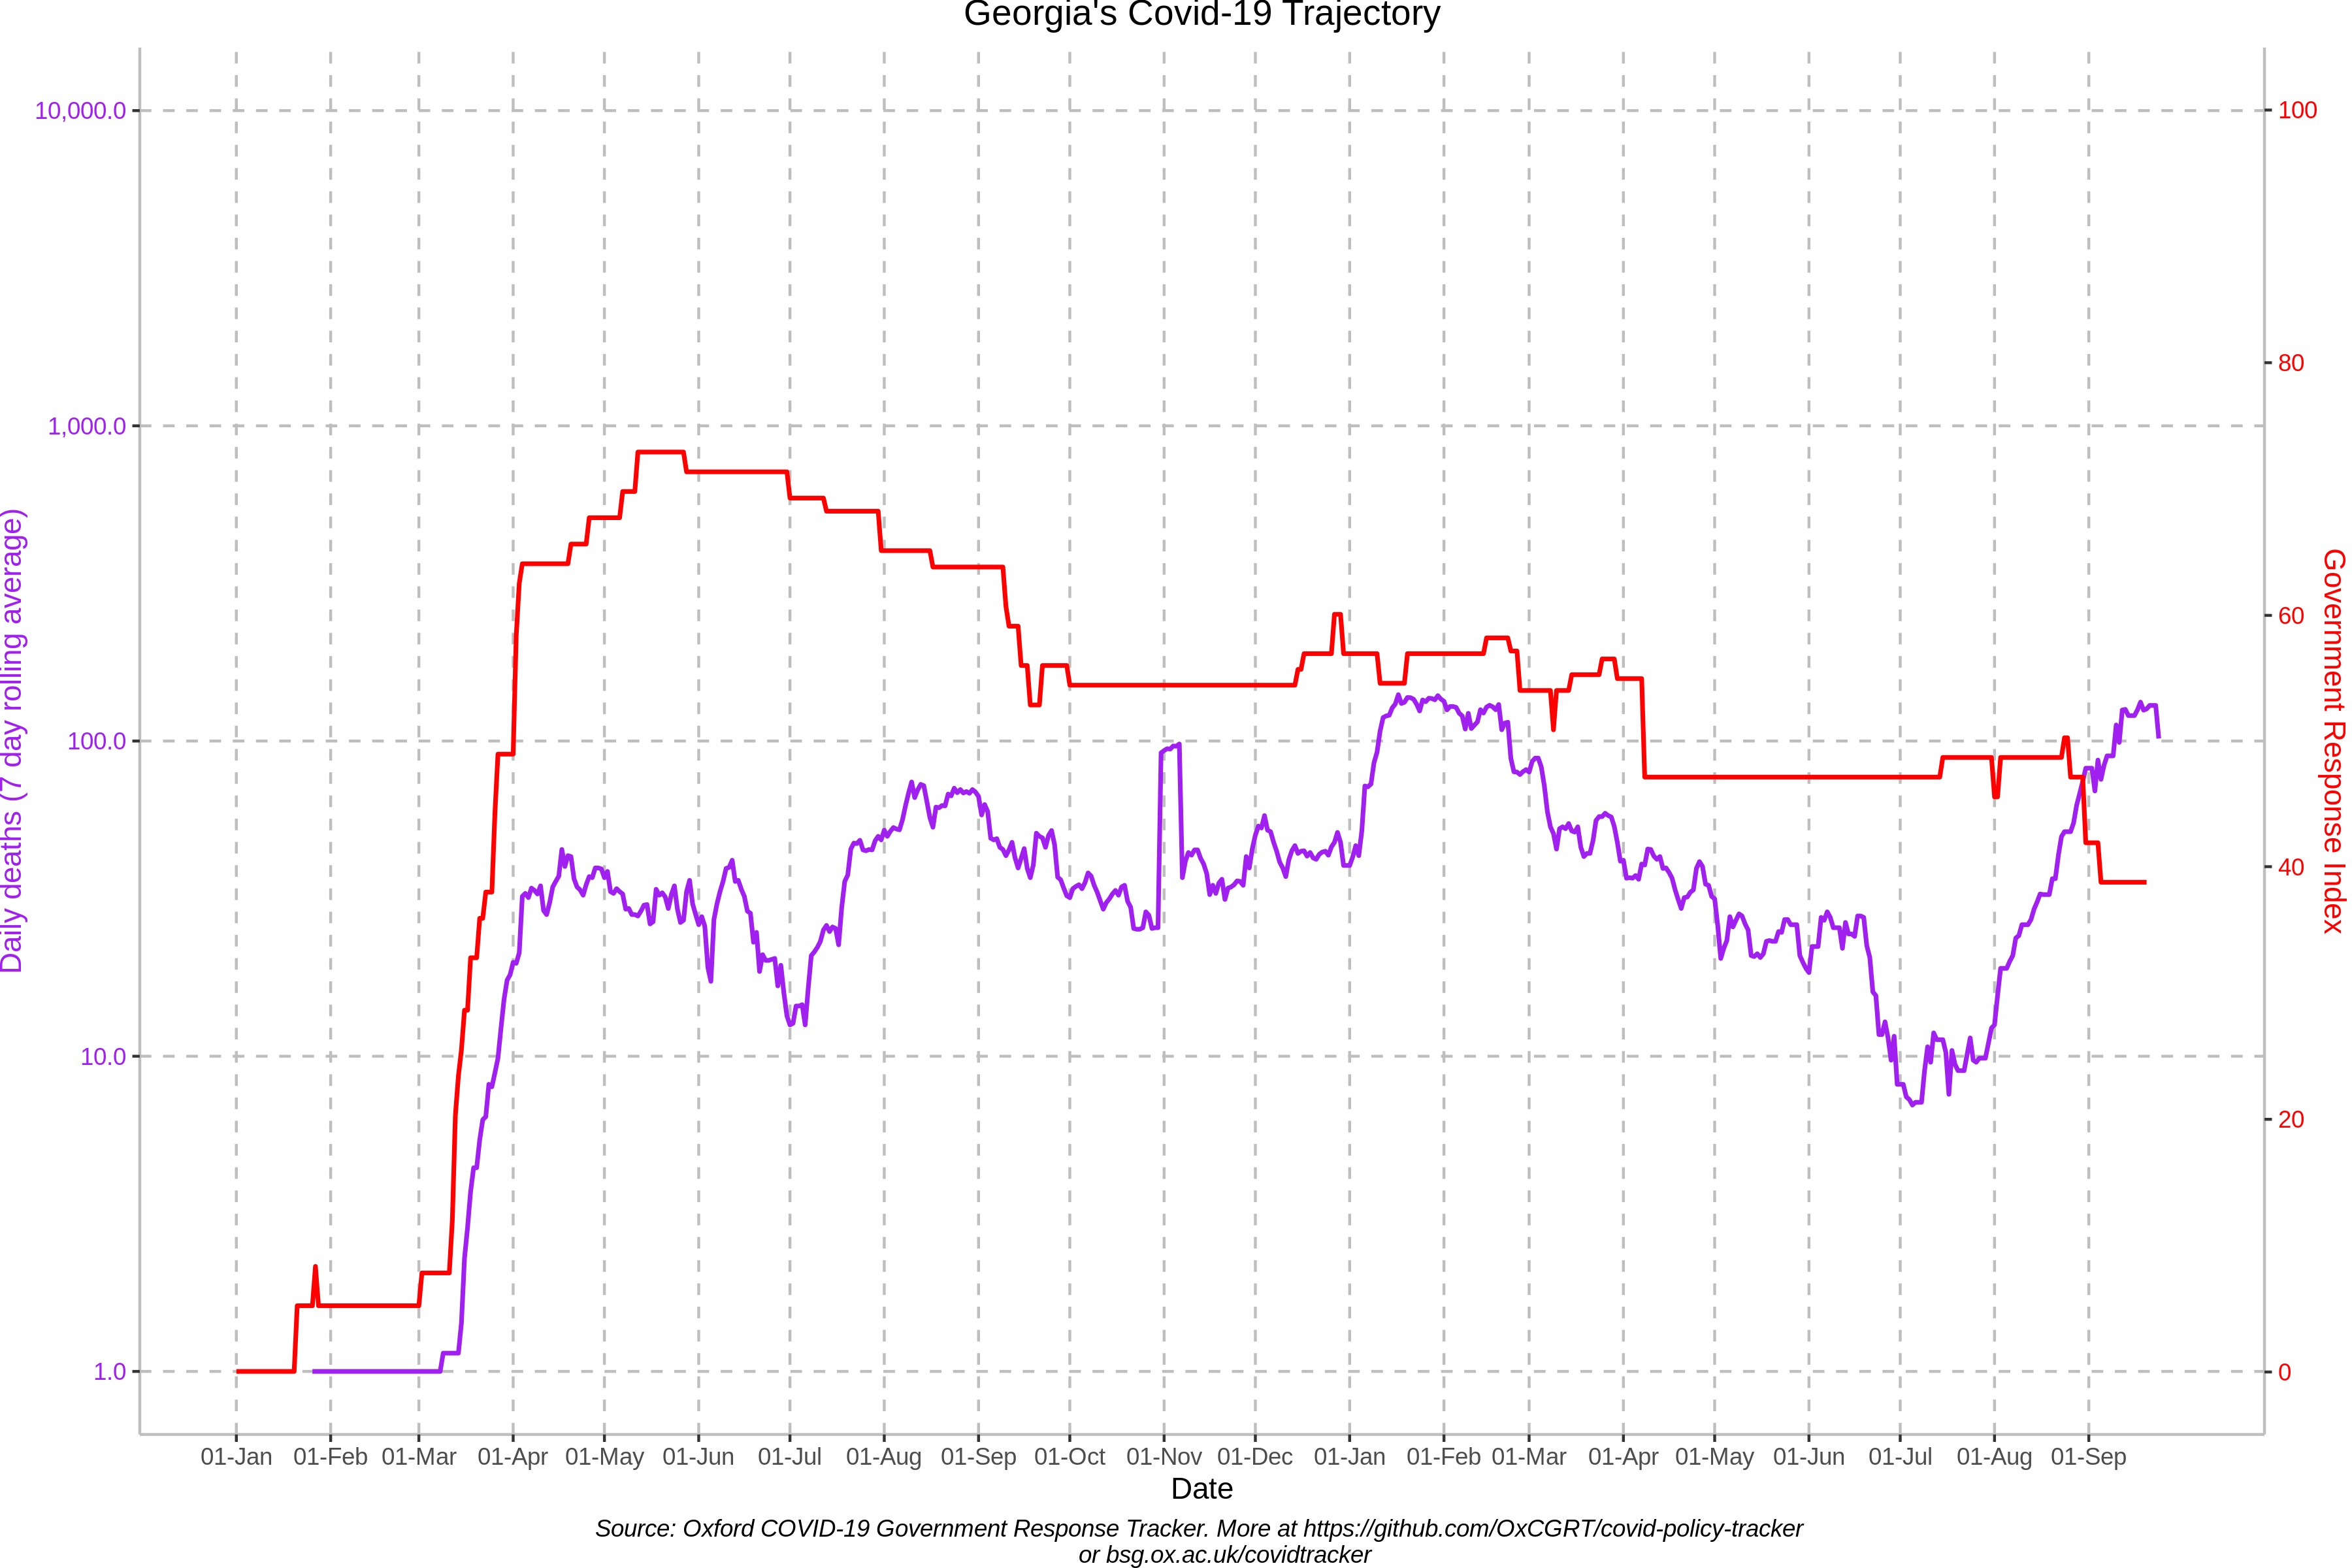 Georgia's Covid-19 Trajectory
10,000.0
1,000.0
100.0
10.0
1.0
Daily deaths (7 day rolling average)
100
80
60
40
20
0
Government Response Index
01-Jan 01-Feb 01-Mar 01-Apr 01-May 01-Jun 01-Jul 01-Aug 01-Sep 01-Oct 01-Nov 01-Dec 01-Jan 01-Feb 01-Mar 01-Apr 01-May 01-Jun 01-Jul 01-Aug 01-Sep
Date
Source: Oxford COVID-19 Government Response Tracker. More at https://github.com/OxCGRT/covid-policy-tracker
or bsg.ox.ac.uk/covidtracker